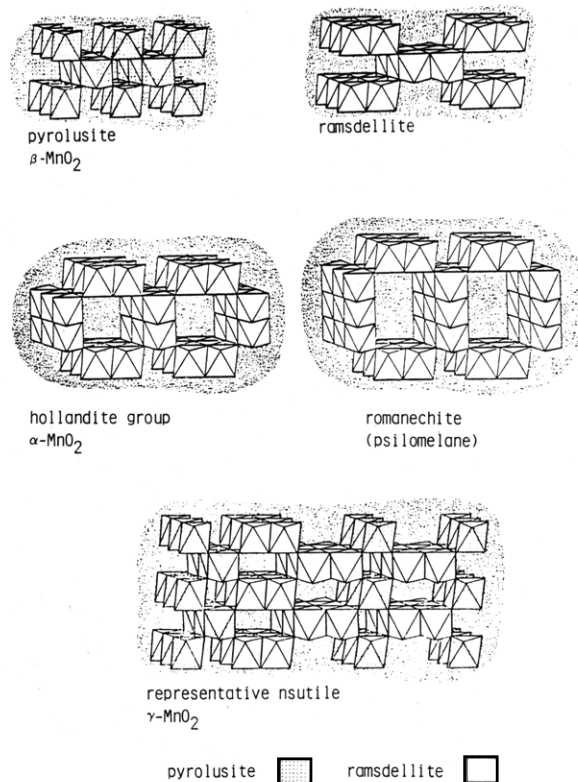 pyrolusite
β-MnO₂
ramsdellite
hollandite group
α-MnO₂
romanechite
(psilomelane)
representative nsutile
γ-MnO₂
pyrolusite
ramsdellite